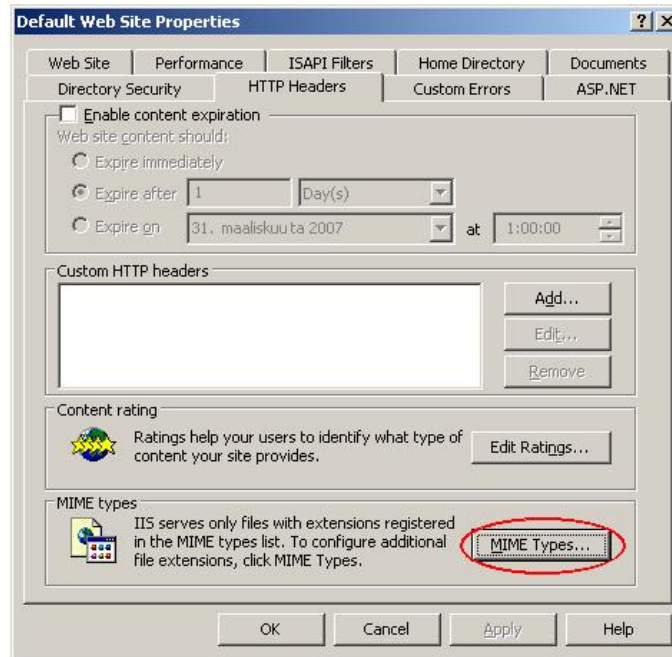 Default Web Site Properties
Web Site Performance ISAPI Filters Home Directory Documents
Directory Security HTTP Headers Custom Errors ASP.NET
Enable content expiration
Web site content should:
Expire immediately
Expire after 1 Day(s)
Expire on 31. maaliskuuta 2007 at 1:00:00
Custom HTTP headers
Add...
Edit...
Remove
Content rating
Ratings help your users to identify what type of
content your site provides.
Edit Ratings...
MIME types
IIS serves only files with extensions registered
in the MIME types list. To configure additional
file extensions, click MIME Types.
MIME Types...
OK Cancel Apply Help